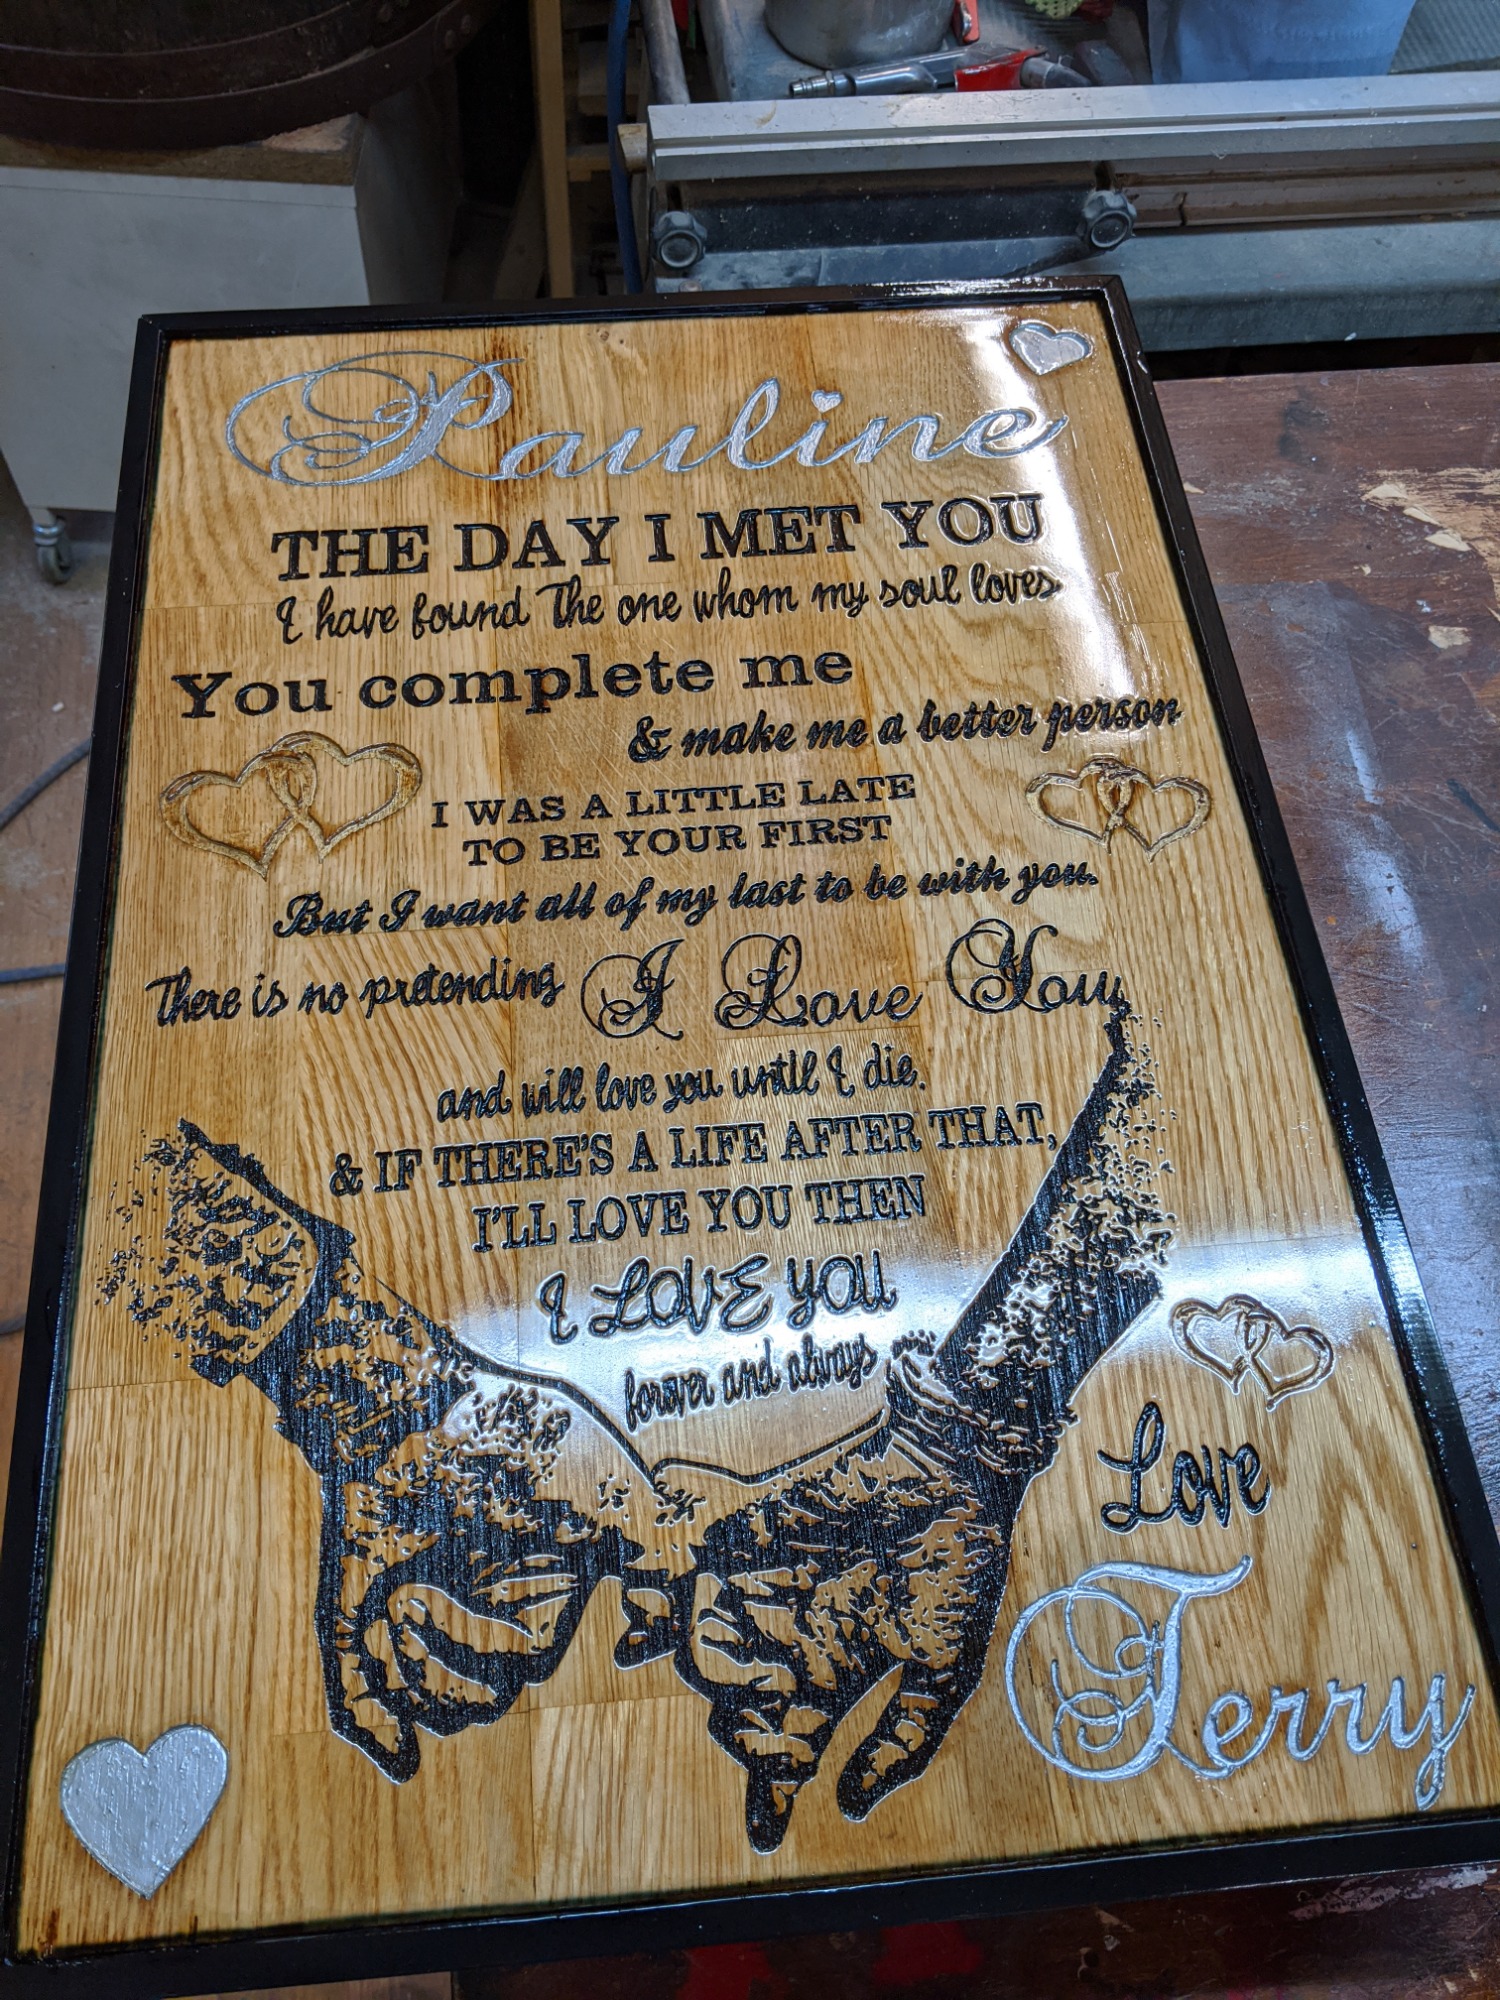 Pauline
THE DAY I MET YOU
I have found The one whom my soul loves
You complete me
& make me a better person
I WAS A LITTLE LATE
TO BE YOUR FIRST
But I want all of my last to be with you.
There is no pretending I Love You
and will love you until I die.
& IF THERE'S A LIFE AFTER THAT,
I'LL LOVE YOU THEN
I LOVE YOU
forever and always
Love
Terry